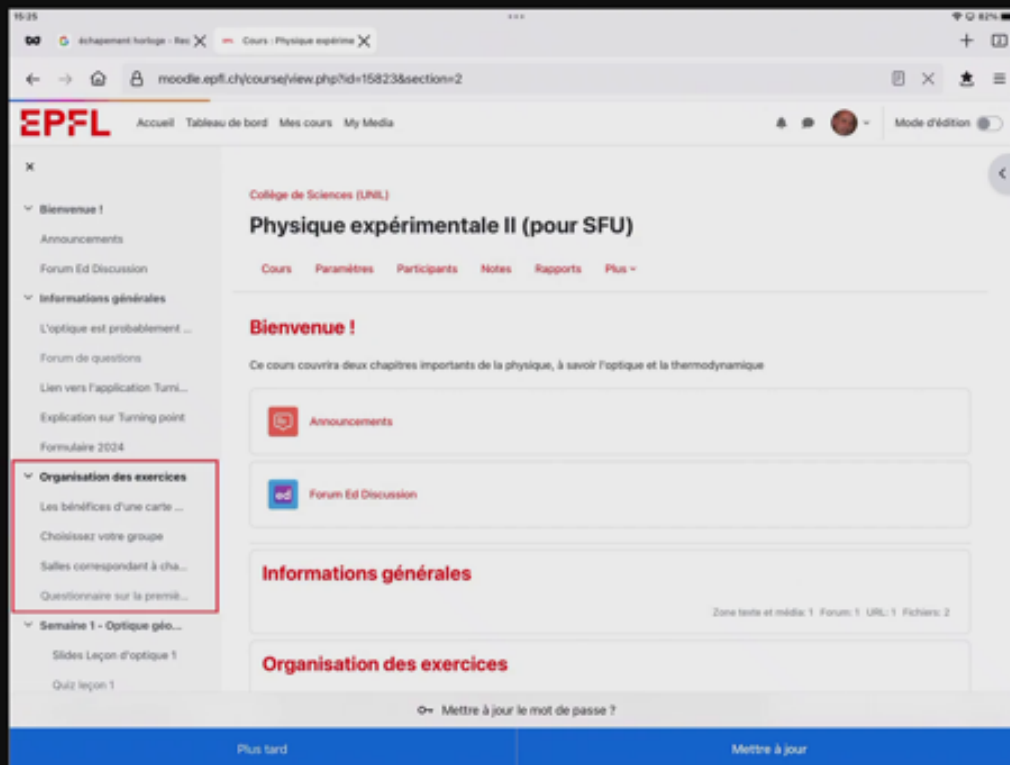 15:25
82%
échapement horloge - Rec
Cours : Physique expérime
moodle.epfl.ch/course/view.php?id=15823&section=2
EPFL Accueil Tableau de bord Mes cours My Media Mode d'édition
Bienvenue !
Announcements
Forum Ed Discussion
Informations générales
L'optique est probablement ...
Forum de questions
Lien vers l'application Turni...
Explication sur Turning point
Formulaire 2024
Organisation des exercices
Les bénéfices d'une carte ...
Choisissez votre groupe
Salles correspondant à cha...
Questionnaire sur la premiè...
Semaine 1 - Optique géo...
Slides Leçon d'optique 1
Quiz leçon 1
Collège de Sciences (UNIL)
Physique expérimentale II (pour SFU)
Cours Paramètres Participants Notes Rapports Plus
Bienvenue !
Ce cours couvrira deux chapitres importants de la physique, à savoir l'optique et la thermodynamique
Announcements
ed Forum Ed Discussion
Informations générales
Zone texte et média: 1 Forum: 1 URL: 1 Fichiers: 2
Organisation des exercices
Mettre à jour le mot de passe ?
Plus tard Mettre à jour